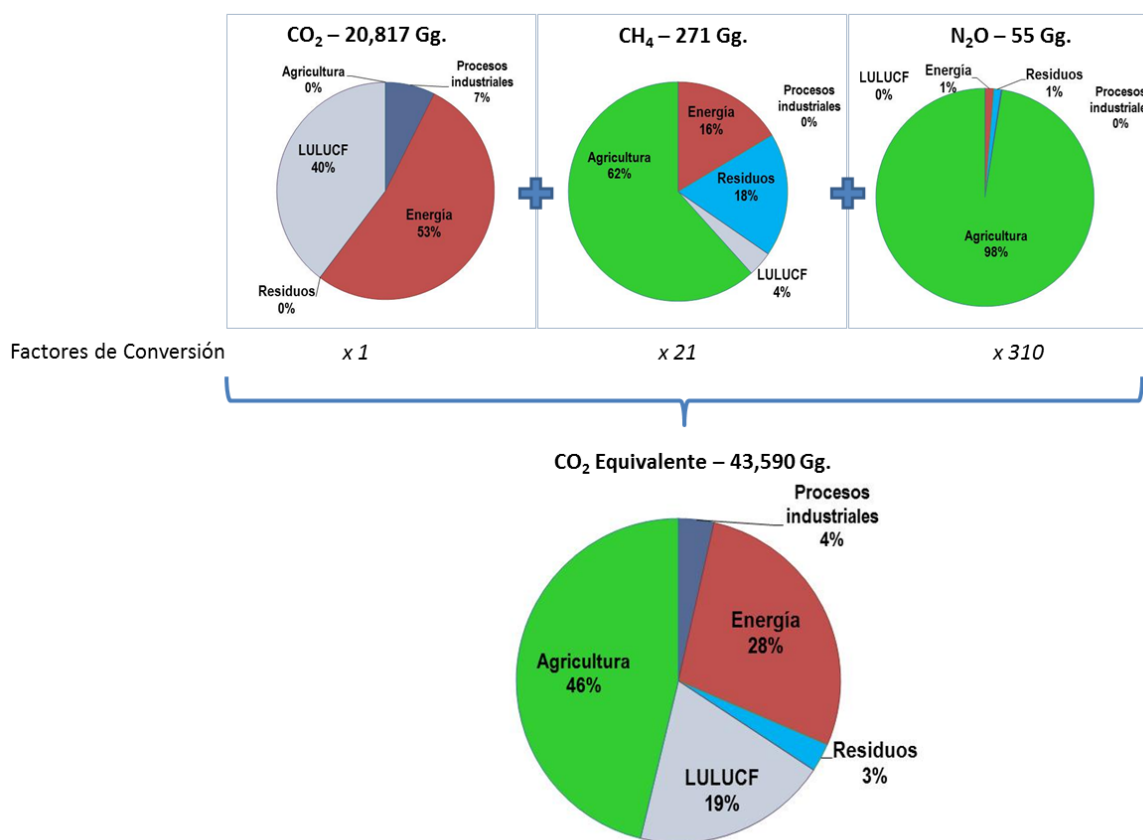 CO₂ – 20,817 Gg.
Agricultura
0%
Procesos
industriales
7%
LULUCF
40%
Energía
53%
Residuos
0%
CH₄ – 271 Gg.
Procesos
industriales
0%
Energía
16%
Agricultura
62%
Residuos
18%
LULUCF
4%
N₂O – 55 Gg.
LULUCF
0%
Energía
1%
Residuos
1%
Procesos
industriale
0%
Agricultura
98%
Factores de Conversión
x 1
x 21
x 310
CO₂ Equivalente – 43,590 Gg.
Procesos
industriales
4%
Energía
28%
Agricultura
46%
Residuos
3%
LULUCF
19%